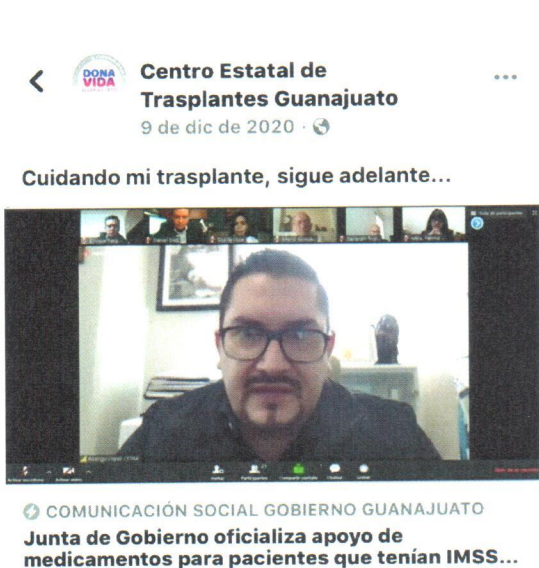 DONA
VIDA
Centro Estatal de
Trasplantes Guanajuato
9 de dic de 2020 ·
Cuidando mi trasplante, sigue adelante...
COMUNICACIÓN SOCIAL GOBIERNO GUANAJUATO
Junta de Gobierno oficializa apoyo de
medicamentos para pacientes que tenían IMSS...